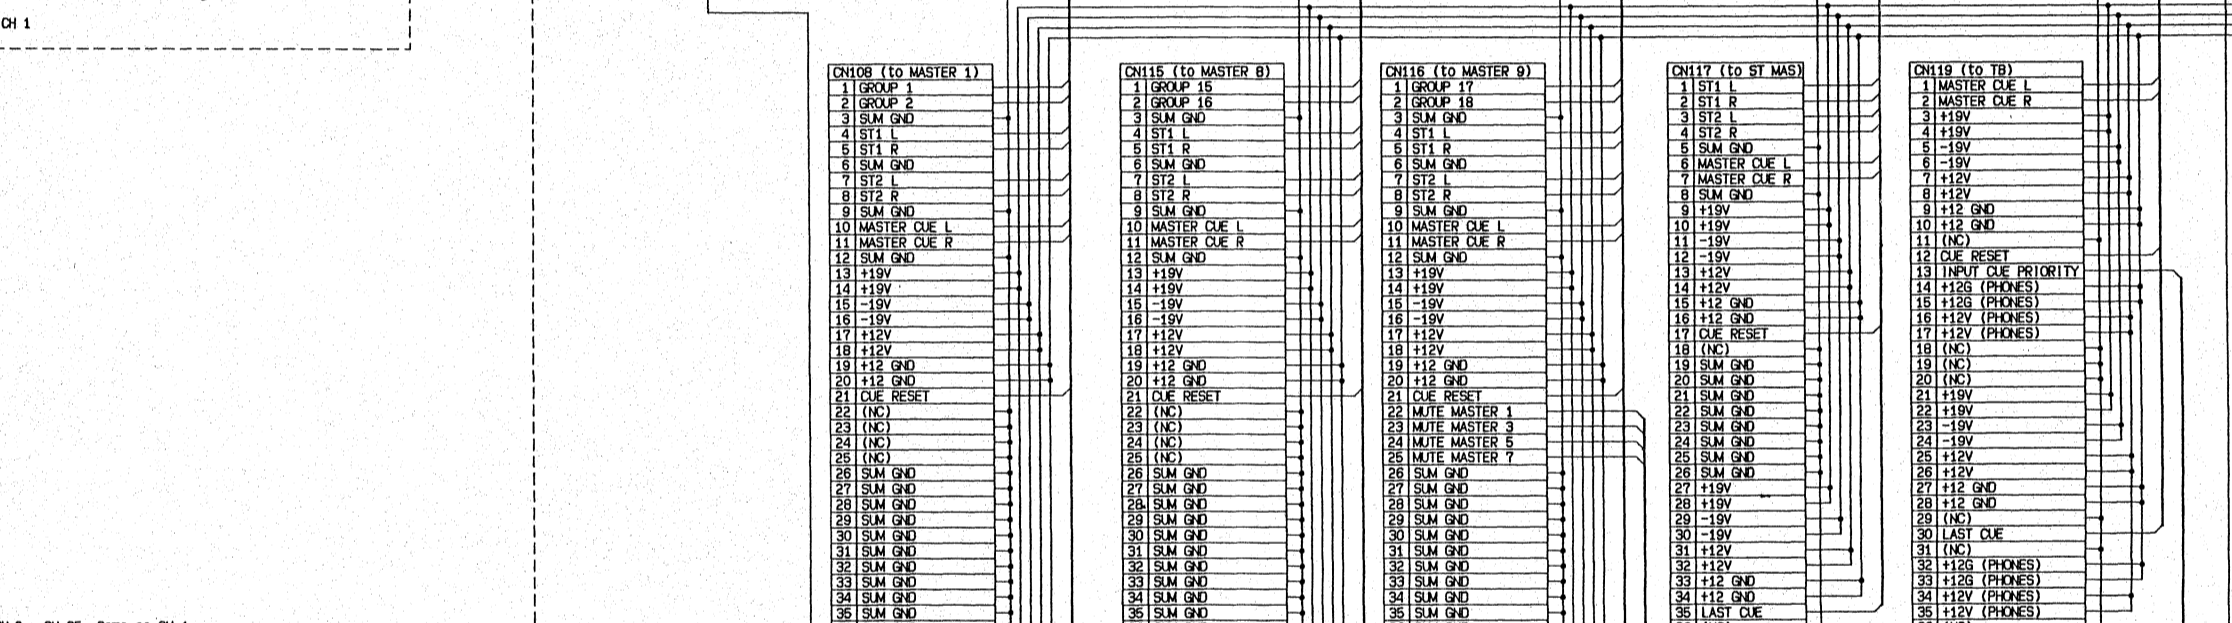 CH 1
CN108 (to MASTER 1)
1 GROUP 1
2 GROUP 2
3 SUM GND
4 ST1 L
5 ST1 R
6 SUM GND
7 ST2 L
8 ST2 R
9 SUM GND
10 MASTER CUE L
11 MASTER CUE R
12 SUM GND
13 +19V
14 +19V
15 -19V
16 -19V
17 +12V
18 +12V
19 +12 GND
20 +12 GND
21 CUE RESET
22 (NC)
23 (NC)
24 (NC)
25 (NC)
26 SUM GND
27 SUM GND
28 SUM GND
29 SUM GND
30 SUM GND
31 SUM GND
32 SUM GND
33 SUM GND
34 SUM GND
35 SUM GND
CN115 (to MASTER 8)
1 GROUP 15
2 GROUP 16
3 SUM GND
4 ST1 L
5 ST1 R
6 SUM GND
7 ST2 L
8 ST2 R
9 SUM GND
10 MASTER CUE L
11 MASTER CUE R
12 SUM GND
13 +19V
14 +19V
15 -19V
16 -19V
17 +12V
18 +12V
19 +12 GND
20 +12 GND
21 CUE RESET
22 (NC)
23 (NC)
24 (NC)
25 (NC)
26 SUM GND
27 SUM GND
28 SUM GND
29 SUM GND
30 SUM GND
31 SUM GND
32 SUM GND
33 SUM GND
34 SUM GND
35 SUM GND
CN116 (to MASTER 9)
1 GROUP 17
2 GROUP 18
3 SUM GND
4 ST1 L
5 ST1 R
6 SUM GND
7 ST2 L
8 ST2 R
9 SUM GND
10 MASTER CUE L
11 MASTER CUE R
12 SUM GND
13 +19V
14 +19V
15 -19V
16 -19V
17 +12V
18 +12V
19 +12 GND
20 +12 GND
21 CUE RESET
22 MUTE MASTER 1
23 MUTE MASTER 3
24 MUTE MASTER 5
25 MUTE MASTER 7
26 SUM GND
27 SUM GND
28 SUM GND
29 SUM GND
30 SUM GND
31 SUM GND
32 SUM GND
33 SUM GND
34 SUM GND
35 SUM GND
CN117 (to ST MAS)
1 ST1 L
2 ST1 R
3 ST2 L
4 ST2 R
5 SUM GND
6 MASTER CUE L
7 MASTER CUE R
8 SUM GND
9 +19V
10 +19V
11 -19V
12 -19V
13 +12V
14 +12V
15 +12 GND
16 +12 GND
17 CUE RESET
18 (NC)
19 SUM GND
20 SUM GND
21 SUM GND
22 SUM GND
23 SUM GND
24 SUM GND
25 SUM GND
26 SUM GND
27 +19V
28 +19V
29 -19V
30 -19V
31 +12V
32 +12V
33 +12 GND
34 +12 GND
35 LAST CUE
CN119 (to TB)
1 MASTER CUE L
2 MASTER CUE R
3 +19V
4 +19V
5 -19V
6 -19V
7 +12V
8 +12V
9 +12 GND
10 +12 GND
11 (NC)
12 CUE RESET
13 INPUT CUE PRIORITY
14 +12G (PHONES)
15 +12G (PHONES)
16 +12V (PHONES)
17 +12V (PHONES)
18 (NC)
19 (NC)
20 (NC)
21 +19V
22 +19V
23 -19V
24 -19V
25 +12V
26 +12V
27 +12 GND
28 +12 GND
29 (NC)
30 LAST CUE
31 (NC)
32 +12G (PHONES)
33 +12G (PHONES)
34 +12V (PHONES)
35 +12V (PHONES)